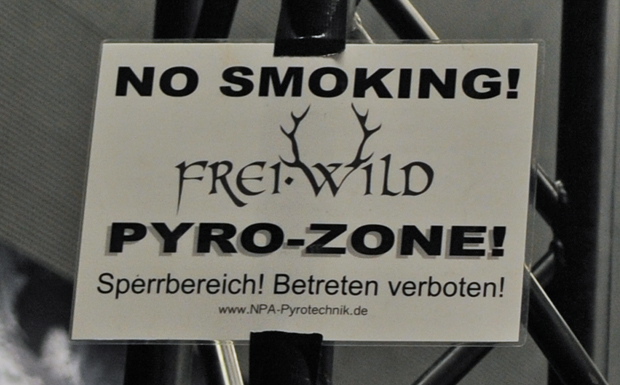 NO SMOKING!
FREI·WILD
PYRO-ZONE!
Sperrbereich! Betreten verboten!
www.NPA-Pyrotechnik.de